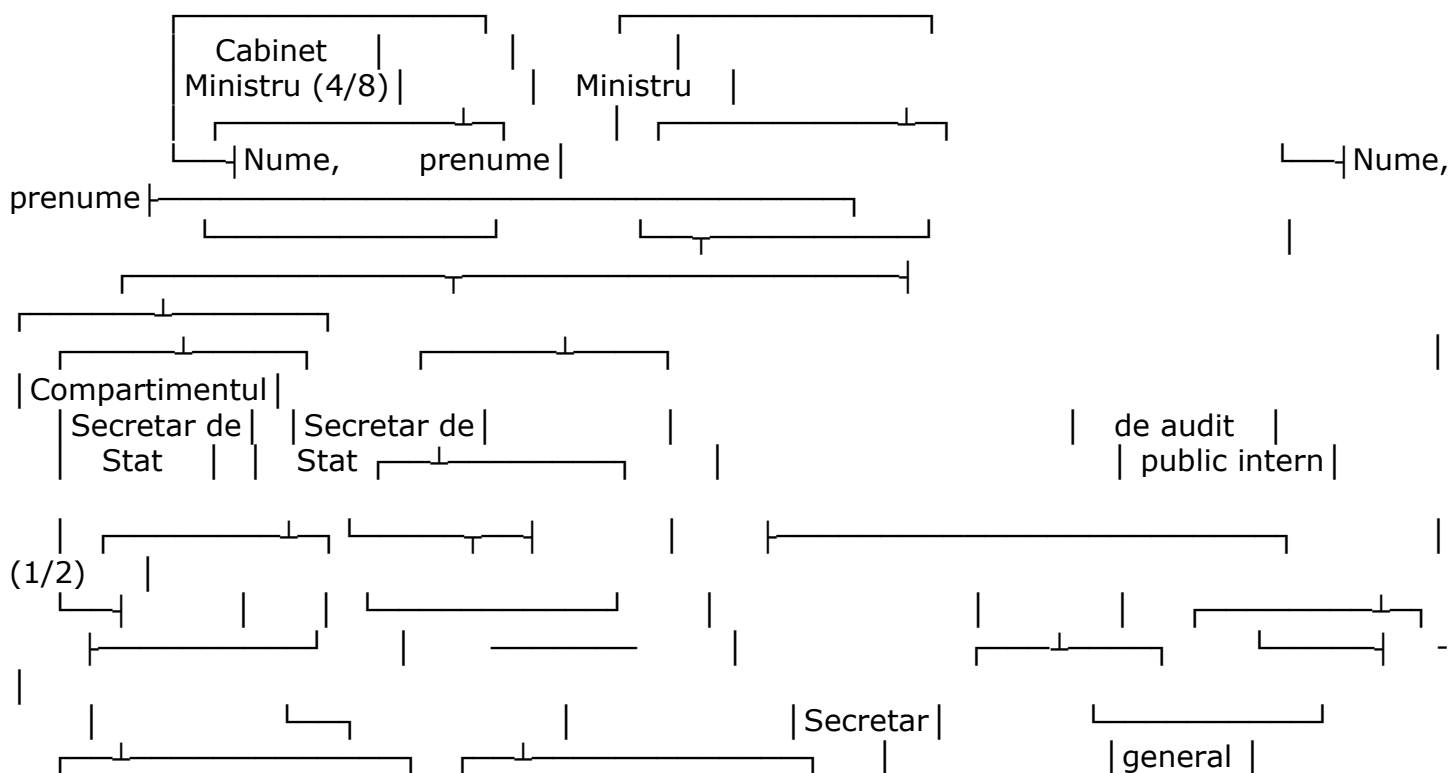 Cabinet
Ministru (4/8) Ministru
Nume, prenume Nume,
prenume
Compartimentul
Secretar de Secretar de de audit
Stat Stat public intern
(1/2)
Secretar
general